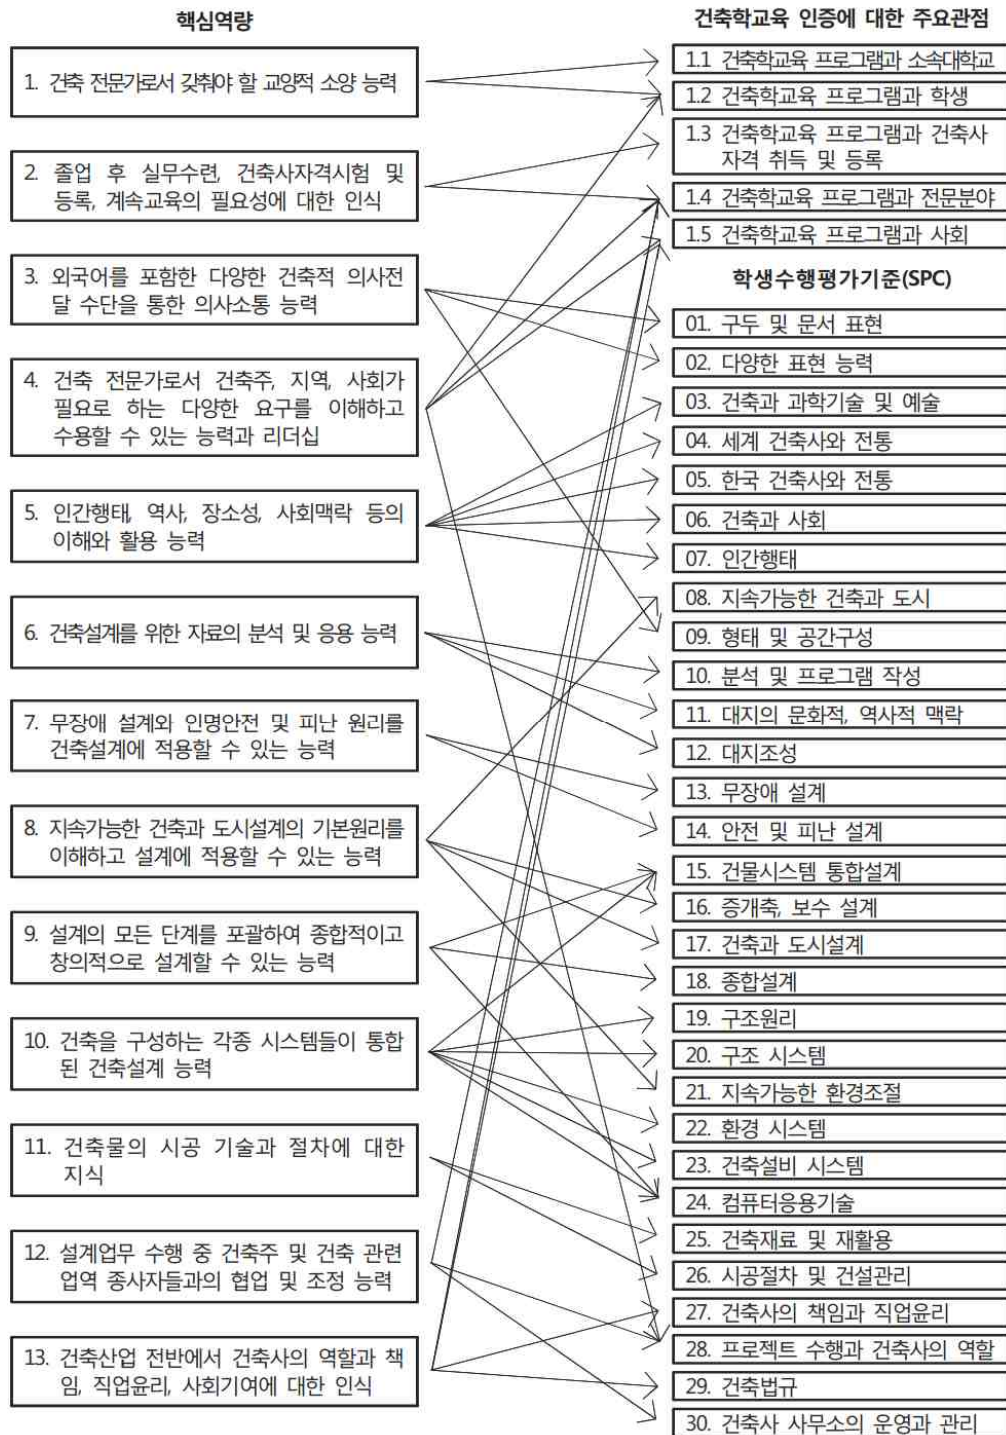 핵심역량
1. 건축 전문가로서 갖춰야 할 교양적 소양 능력
2. 졸업 후 실무수련, 건축사자격시험 및
등록, 계속교육의 필요성에 대한 인식
3. 외국어를 포함한 다양한 건축적 의사전
달 수단을 통한 의사소통 능력
4. 건축 전문가로서 건축주, 지역, 사회가
필요로 하는 다양한 요구를 이해하고
수용할 수 있는 능력과 리더십
5. 인간행태, 역사, 장소성, 사회맥락 등의
이해와 활용 능력
6. 건축설계를 위한 자료의 분석 및 응용 능력
7. 무장애 설계와 인명안전 및 피난 원리를
건축설계에 적용할 수 있는 능력
8. 지속가능한 건축과 도시설계의 기본원리를
이해하고 설계에 적용할 수 있는 능력
9. 설계의 모든 단계를 포괄하여 종합적이고
창의적으로 설계할 수 있는 능력
10. 건축을 구성하는 각종 시스템들이 통합
된 건축설계 능력
11. 건축물의 시공 기술과 절차에 대한
지식
12. 설계업무 수행 중 건축주 및 건축 관련
업역 종사자들과의 협업 및 조정 능력
13. 건축산업 전반에서 건축사의 역할과 책
임, 직업윤리, 사회기여에 대한 인식
건축학교육 인증에 대한 주요관점
1.1 건축학교육 프로그램과 소속대학교
1.2 건축학교육 프로그램과 학생
1.3 건축학교육 프로그램과 건축사
자격 취득 및 등록
1.4 건축학교육 프로그램과 전문분야
1.5 건축학교육 프로그램과 사회
학생수행평가기준(SPC)
01. 구두 및 문서 표현
02. 다양한 표현 능력
03. 건축과 과학기술 및 예술
04. 세계 건축사와 전통
05. 한국 건축사와 전통
06. 건축과 사회
07. 인간행태
08. 지속가능한 건축과 도시
09. 형태 및 공간구성
10. 분석 및 프로그램 작성
11. 대지의 문화적, 역사적 맥락
12. 대지조성
13. 무장애 설계
14. 안전 및 피난 설계
15. 건물시스템 통합설계
16. 증개축, 보수 설계
17. 건축과 도시설계
18. 종합설계
19. 구조원리
20. 구조 시스템
21. 지속가능한 환경조절
22. 환경 시스템
23. 건축설비 시스템
24. 컴퓨터응용기술
25. 건축재료 및 재활용
26. 시공절차 및 건설관리
27. 건축사의 책임과 직업윤리
28. 프로젝트 수행과 건축사의 역할
29. 건축법규
30. 건축사 사무소의 운영과 관리